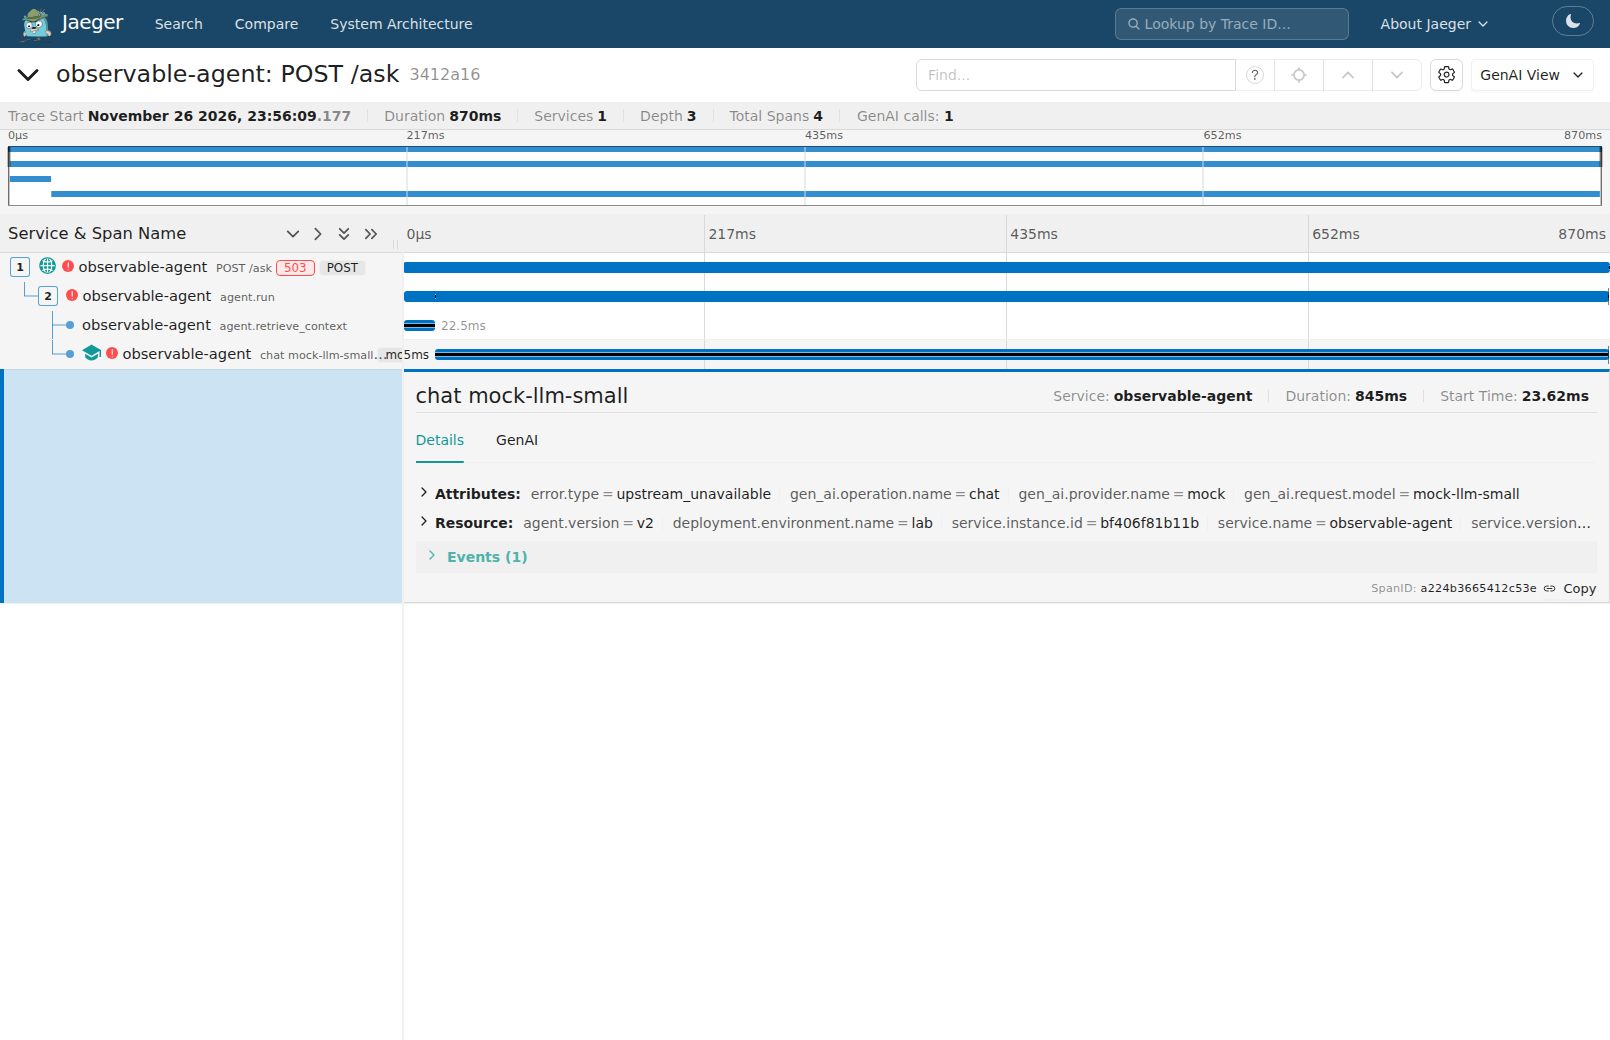 Jaeger Search Compare System Architecture Lookup by Trace ID... About Jaeger
observable-agent: POST /ask 3412a16 Find... ? GenAI View
Trace Start November 26 2026, 23:56:09.177 Duration 870ms Services 1 Depth 3 Total Spans 4 GenAI calls: 1
0μs 217ms 435ms 652ms 870ms
Service & Span Name 0μs 217ms 435ms 652ms 870ms
1 observable-agent POST /ask 503 POST
2 observable-agent agent.run
observable-agent agent.retrieve_context 22.5ms
observable-agent chat mock-llm-small...
chat mock-llm-small Service: observable-agent Duration: 845ms Start Time: 23.62ms
Details GenAI
Attributes: error.type = upstream_unavailable gen_ai.operation.name = chat gen_ai.provider.name = mock gen_ai.request.model = mock-llm-small
Resource: agent.version = v2 deployment.environment.name = lab service.instance.id = bf406f81b11b service.name = observable-agent service.version...
Events (1)
SpanID: a224b3665412c53e Copy